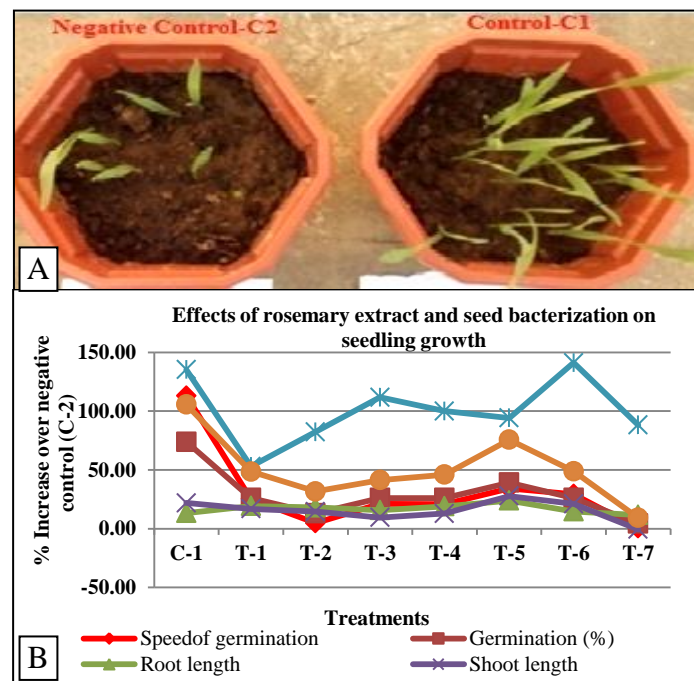 Negative Control-C2
Control-C1
A
Effects of rosemary extract and seed bacterization on
seedling growth
% Increase over negative
control (C-2)
150.00
100.00
50.00
0.00
-50.00
C-1 T-1 T-2 T-3 T-4 T-5 T-6 T-7
Treatments
Speedof germination
Germination (%)
Root length
Shoot length
B